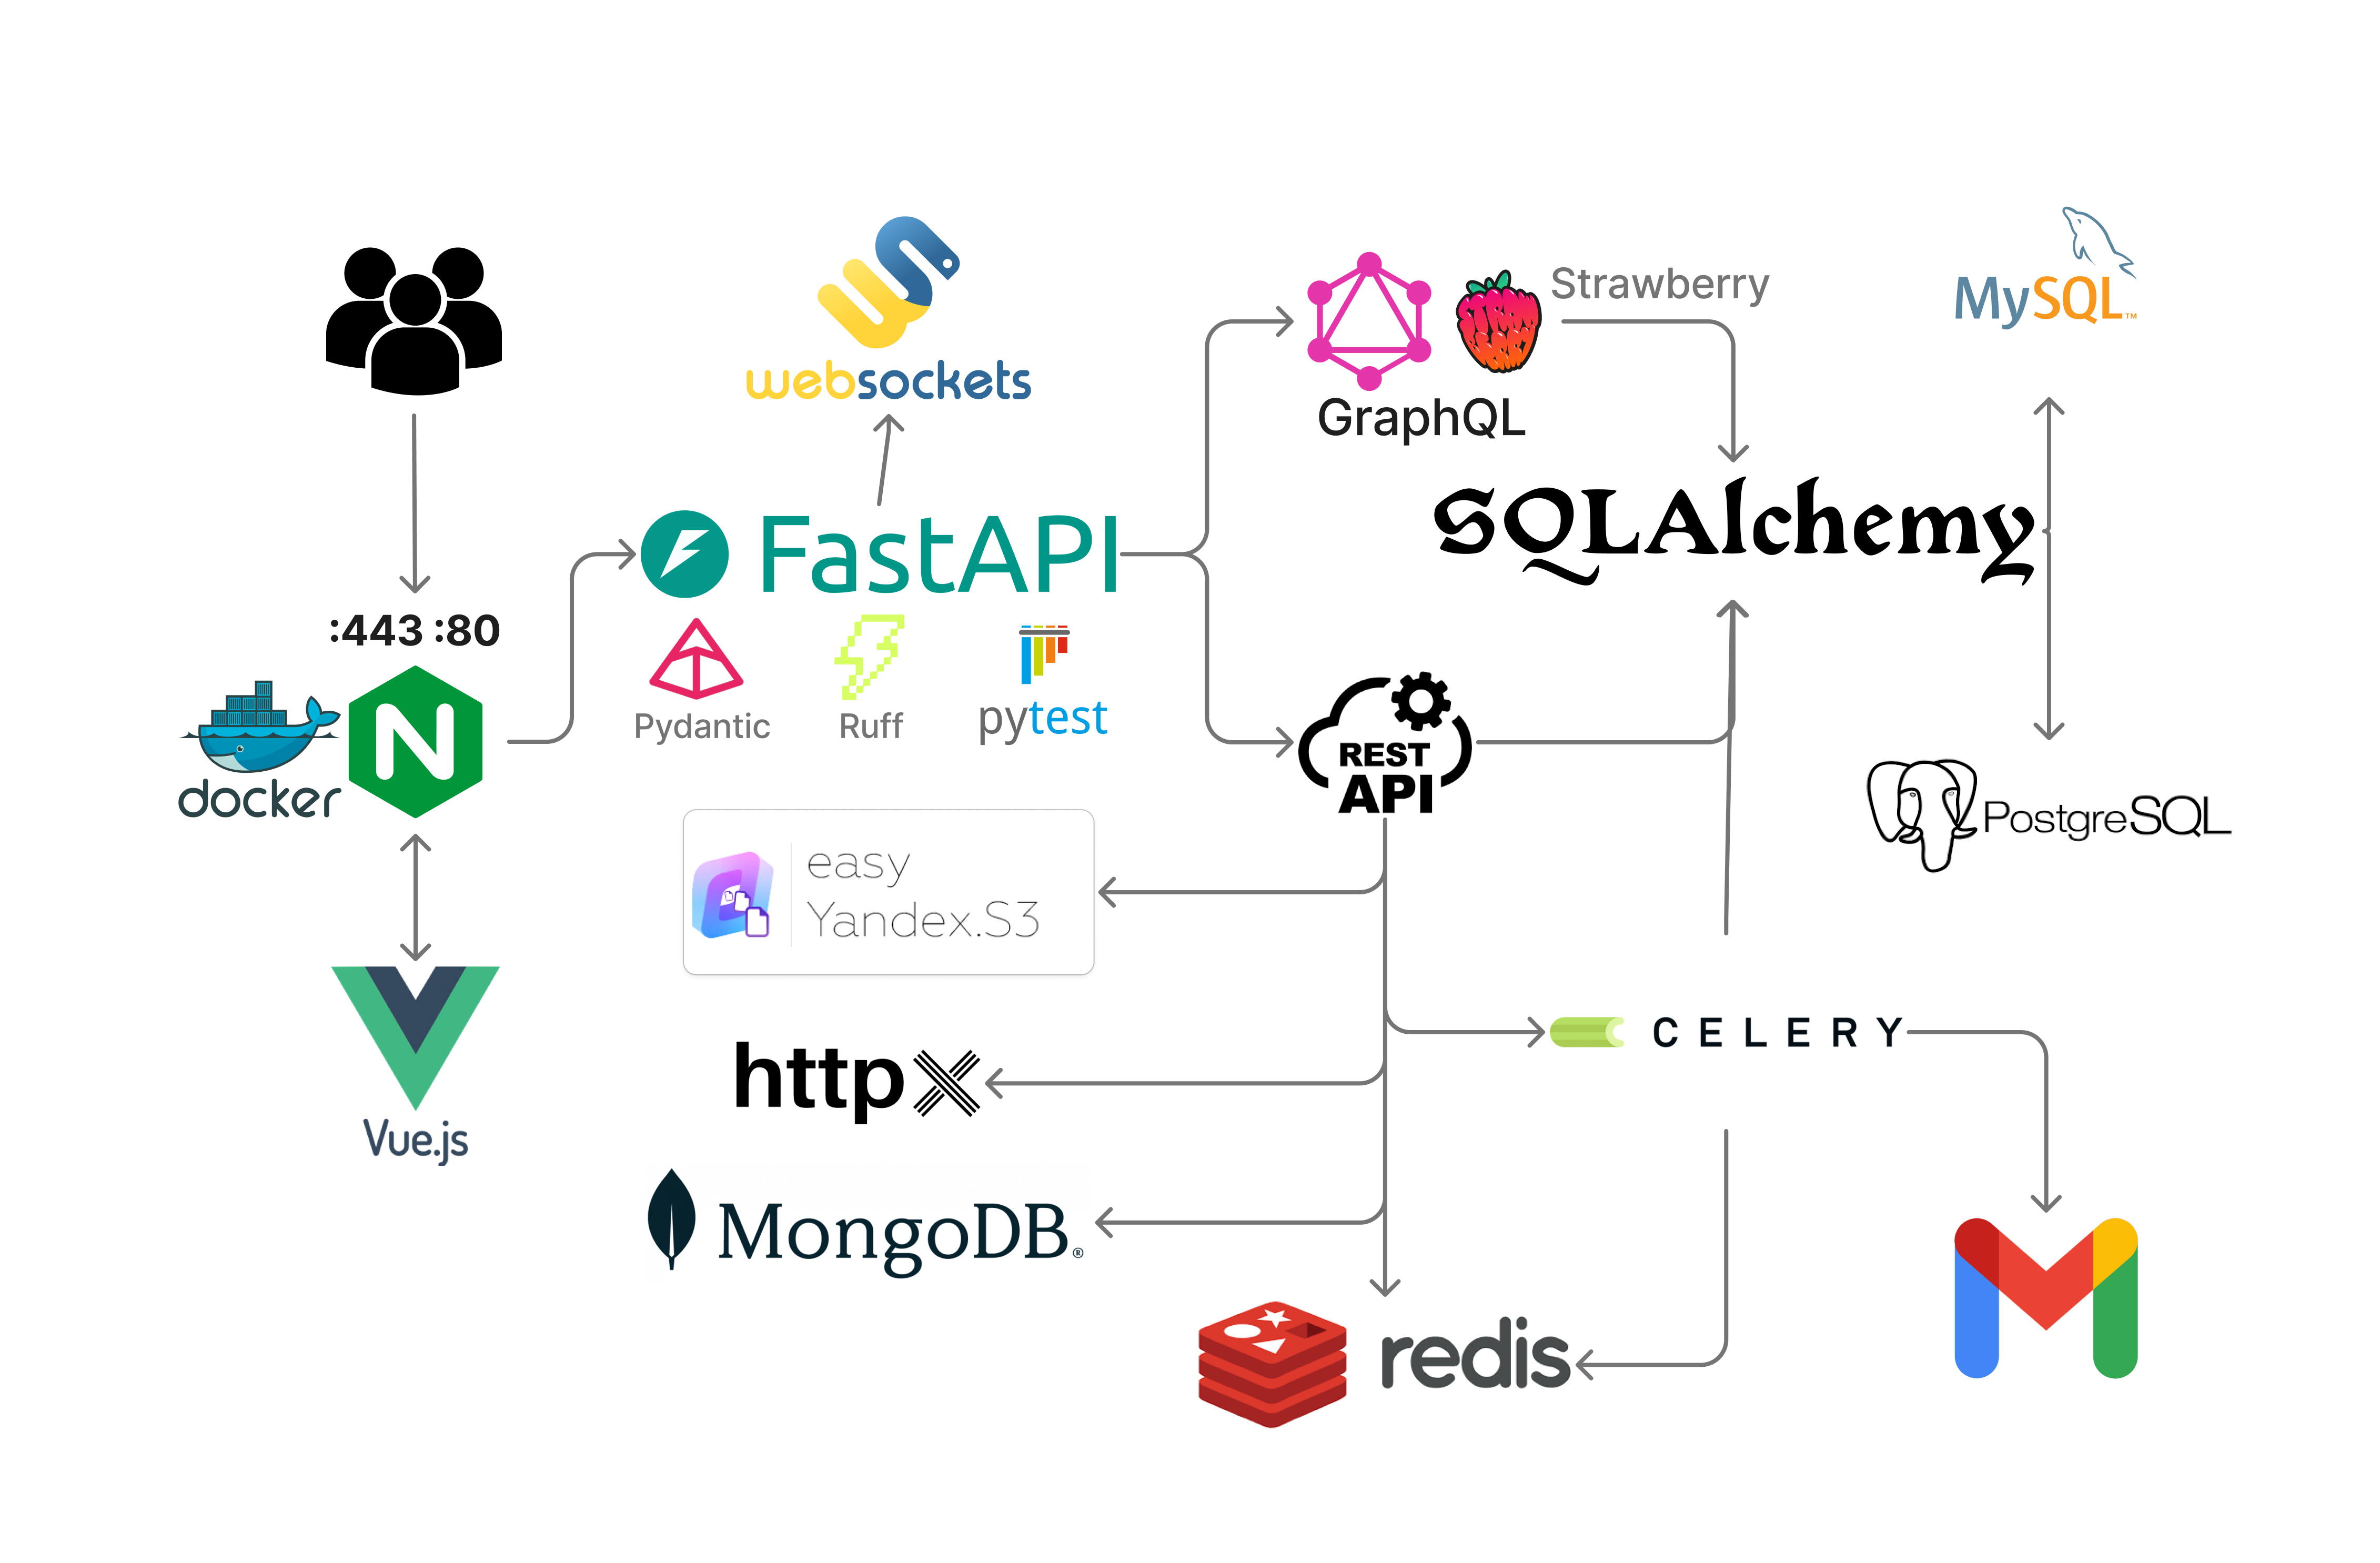 websockets
Strawberry
MySQL™
GraphQL
SQLAlchemy
FastAPI
:443 :80
Pydantic
Ruff
pytest
docker
REST
API
PostgreSQL
easy
Yandex.S3
CELERY
httpx
Vue.js
MongoDB®
redis